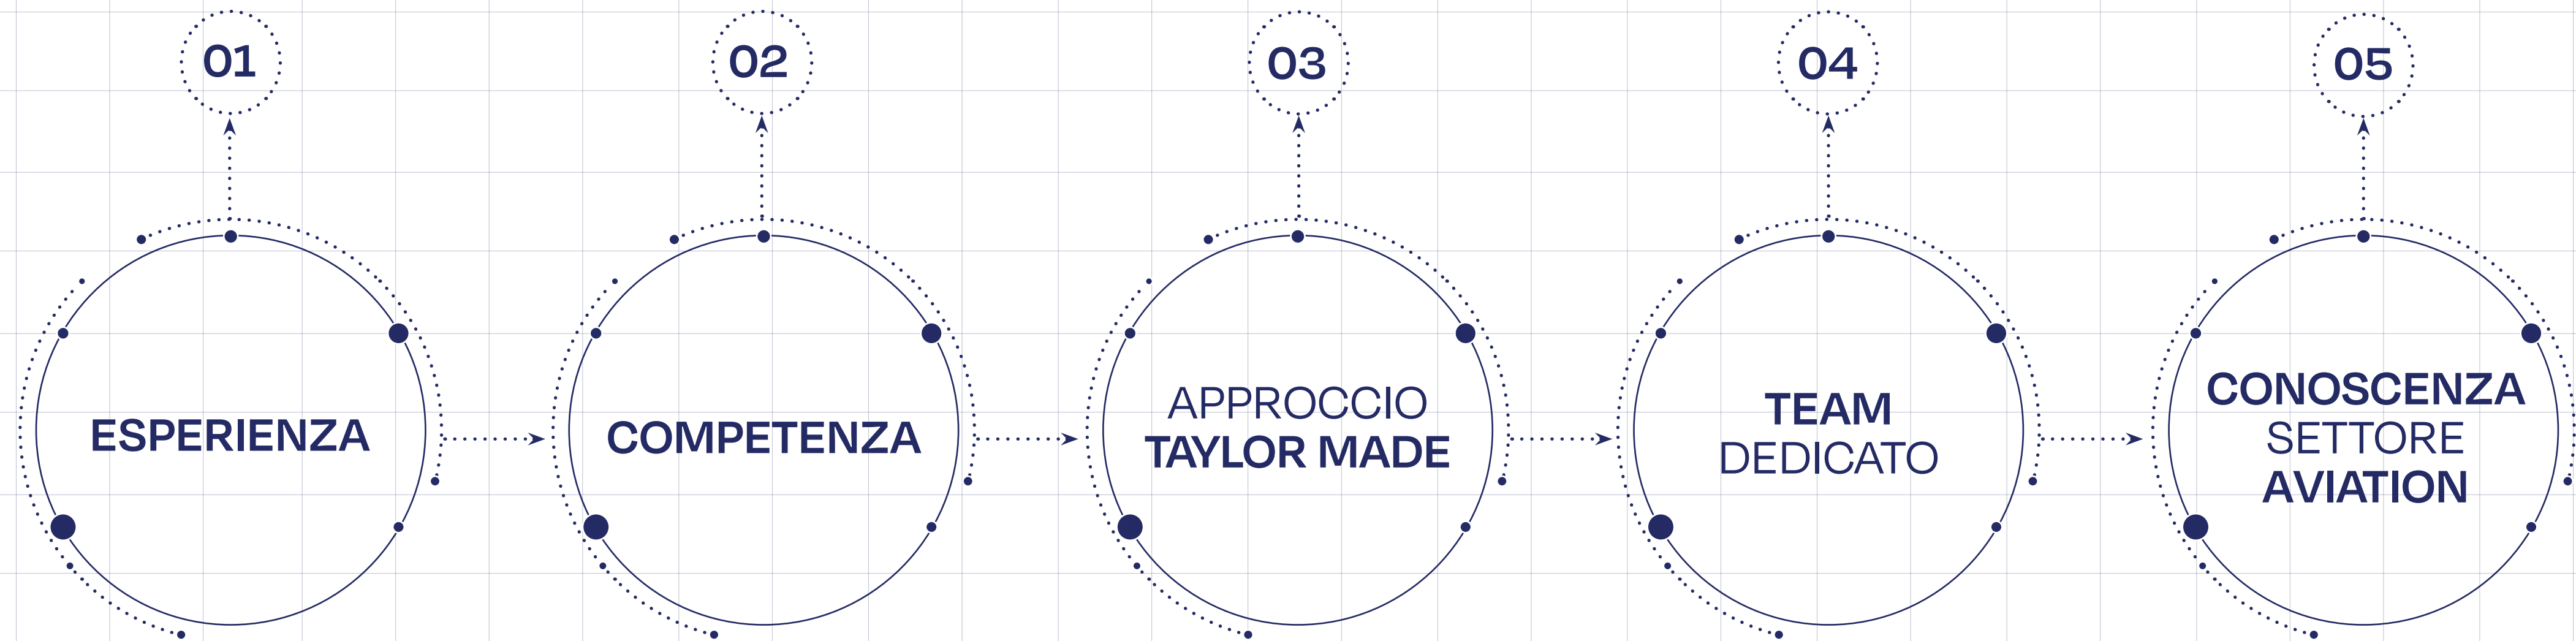 01
ESPERIENZA
02
COMPETENZA
03
APPROCCIO
TAYLOR MADE
04
TEAM
DEDICATO
05
CONOSCENZA
SETTORE
AVIATION